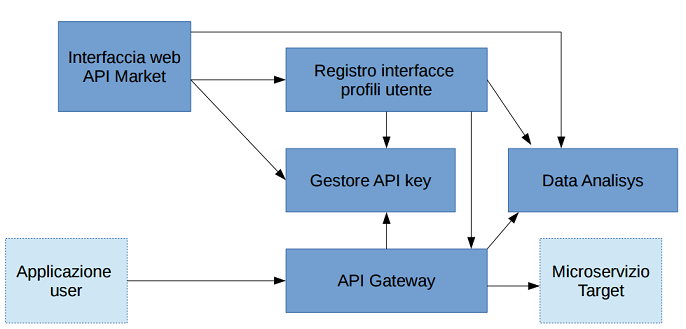 Interfaccia web
API Market
Registro interfacce
profili utente
Gestore API key
Data Analisys
Applicazione
user
API Gateway
Microservizio
Target